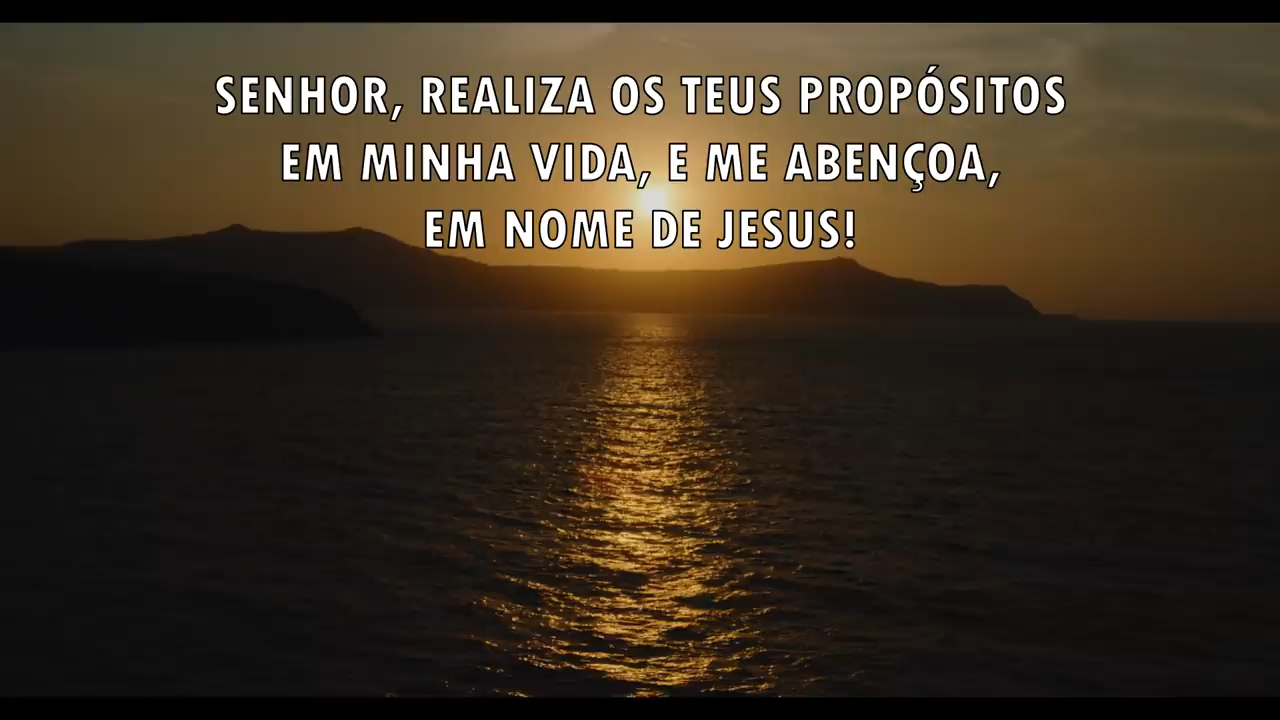 SENHOR, REALIZA OS TEUS PROPÓSITOS
EM MINHA VIDA, E ME ABENÇOA,
EM NOME DE JESUS!